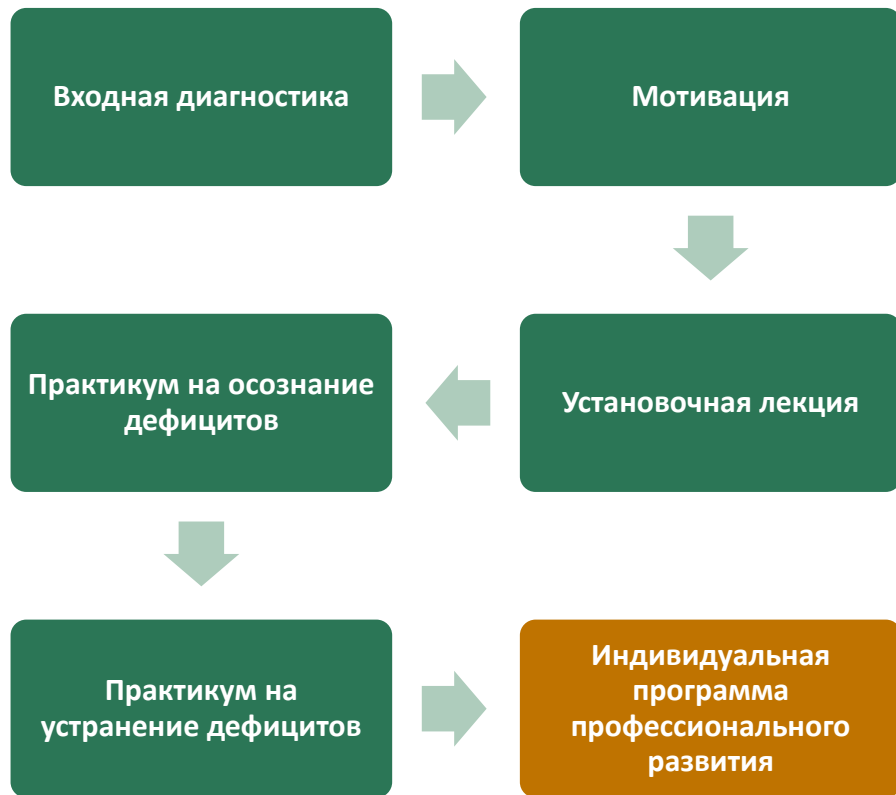 Входная диагностика
Мотивация
Установочная лекция
Практикум на осознание
дефицитов
Практикум на
устранение дефицитов
Индивидуальная
программа
профессионального
развития